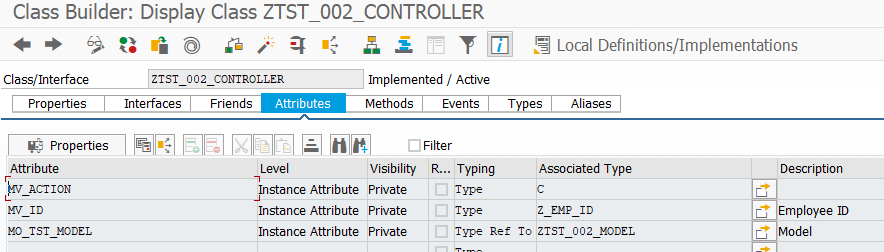 Class Builder: Display Class ZTST_002_CONTROLLER
Local Definitions/Implementations
Class/Interface ZTST_002_CONTROLLER Implemented / Active
Properties Interfaces Friends Attributes Methods Events Types Aliases
Properties Filter
Attribute Level Visibility R... Typing Associated Type Description
MV_ACTION Instance Attribute Private Type C
MV_ID Instance Attribute Private Type Z_EMP_ID Employee ID
MO_TST_MODEL Instance Attribute Private Type Ref To ZTST_002_MODEL Model
Type